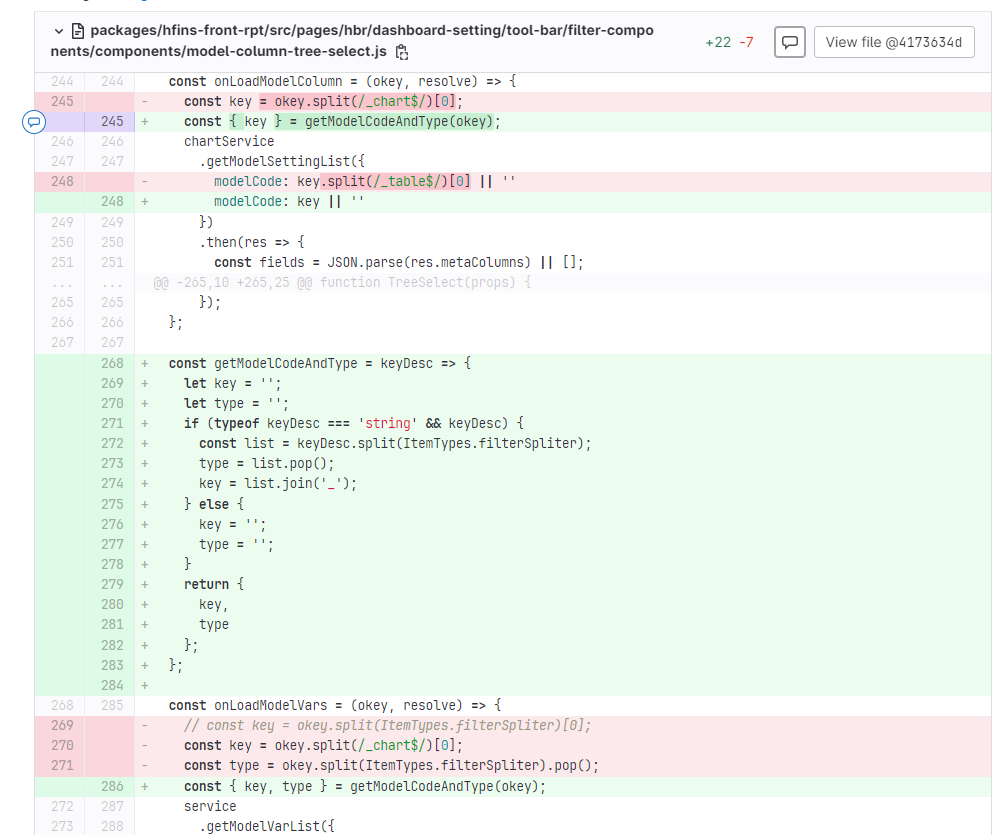 packages/hfins-front-rpt/src/pages/hbr/dashboard-setting/tool-bar/filter-compo
nents/components/model-column-tree-select.js
+22 -7
View file @4173634d
244 244 const onLoadModelColumn = (okey, resolve) => {
245 - const key = okey.split(/_chart$/)[0];
245 + const { key } = getModelCodeAndType(okey);
246 246 chartService
247 247 .getModelSettingList({
248 - modelCode: key.split(/_table$/)[0] || ''
248 + modelCode: key || ''
249 249 })
250 250 .then(res => {
251 251 const fields = JSON.parse(res.metaColumns) || [];
... ... @@ -265,10 +265,25 @@ function TreeSelect(props) {
265 265 });
266 266 };
267 267
268 + const getModelCodeAndType = keyDesc => {
269 + let key = '';
270 + let type = '';
271 + if (typeof keyDesc === 'string' && keyDesc) {
272 + const list = keyDesc.split(ItemTypes.filterSpliter);
273 + type = list.pop();
274 + key = list.join('_');
275 + } else {
276 + key = '';
277 + type = '';
278 + }
279 + return {
280 + key,
281 + type
282 + };
283 + };
284 +
268 285 const onLoadModelVars = (okey, resolve) => {
269 - // const key = okey.split(ItemTypes.filterSpliter)[0];
270 - const key = okey.split(/_chart$/)[0];
271 - const type = okey.split(ItemTypes.filterSpliter).pop();
286 + const { key, type } = getModelCodeAndType(okey);
272 287 service
273 288 .getModelVarList({